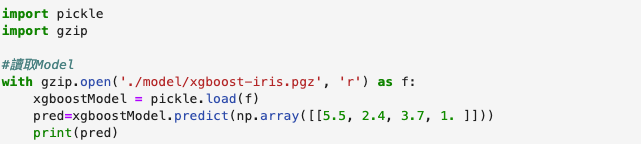 import pickle
import gzip
#讀取Model
with gzip.open('./model/xgboost-iris.pgz', 'r') as f:
    xgboostModel = pickle.load(f)
    pred=xgboostModel.predict(np.array([[5.5, 2.4, 3.7, 1. ]]))
    print(pred)